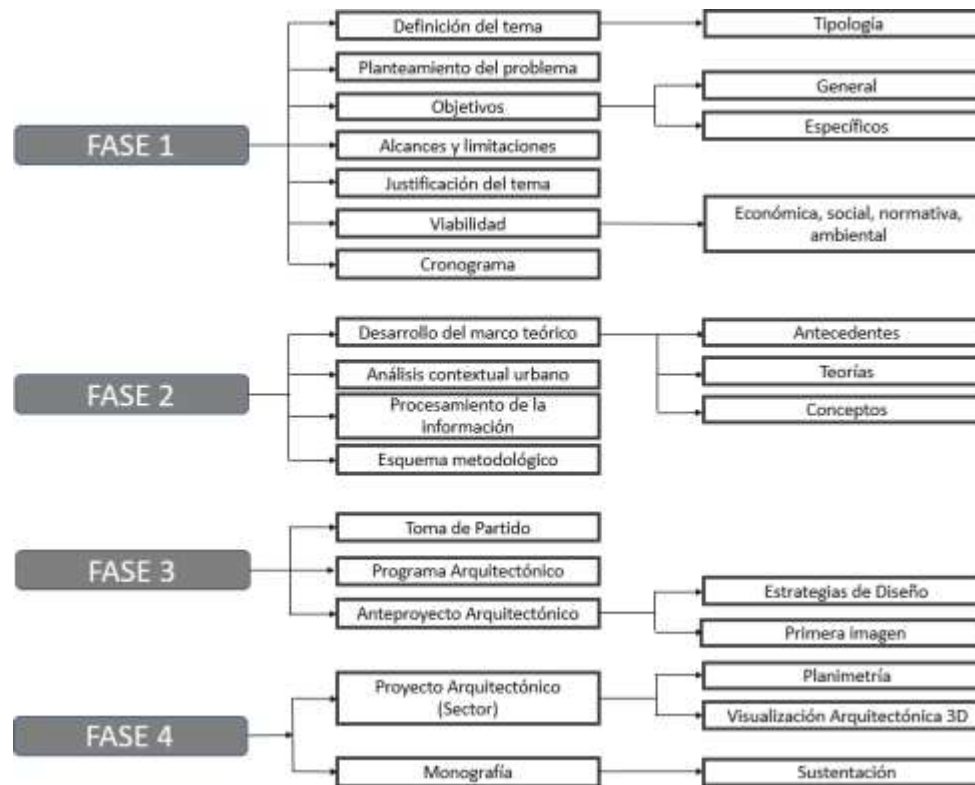 FASE 1
Definición del tema
Tipología
Planteamiento del problema
Objetivos
General
Específicos
Alcances y limitaciones
Justificación del tema
Viabilidad
Económica, social, normativa,
ambiental
Cronograma
FASE 2
Desarrollo del marco teórico
Antecedentes
Teorías
Conceptos
Análisis contextual urbano
Procesamiento de la
información
Esquema metodológico
FASE 3
Toma de Partido
Programa Arquitectónico
Anteproyecto Arquitectónico
Estrategias de Diseño
Primera imagen
FASE 4
Proyecto Arquitectónico
(Sector)
Planimetría
Visualización Arquitectónica 3D
Monografía
Sustentación